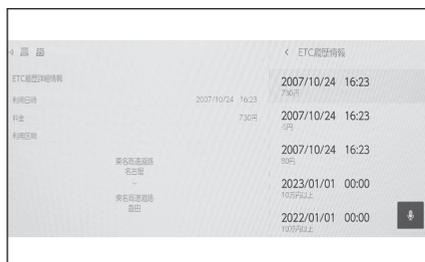 ETC履歴詳細情報
利用日時 2007/10/24 16:23
料金 730円
利用区間
東名高速道路
名古屋
~
東名高速道路
豊田
< ETC履歴情報
2007/10/24 16:23
730円
2007/10/24 16:23
2007/10/24 16:23
80円
2023/01/01 00:00
10万円以上
2022/01/01 00:00
10万円以上